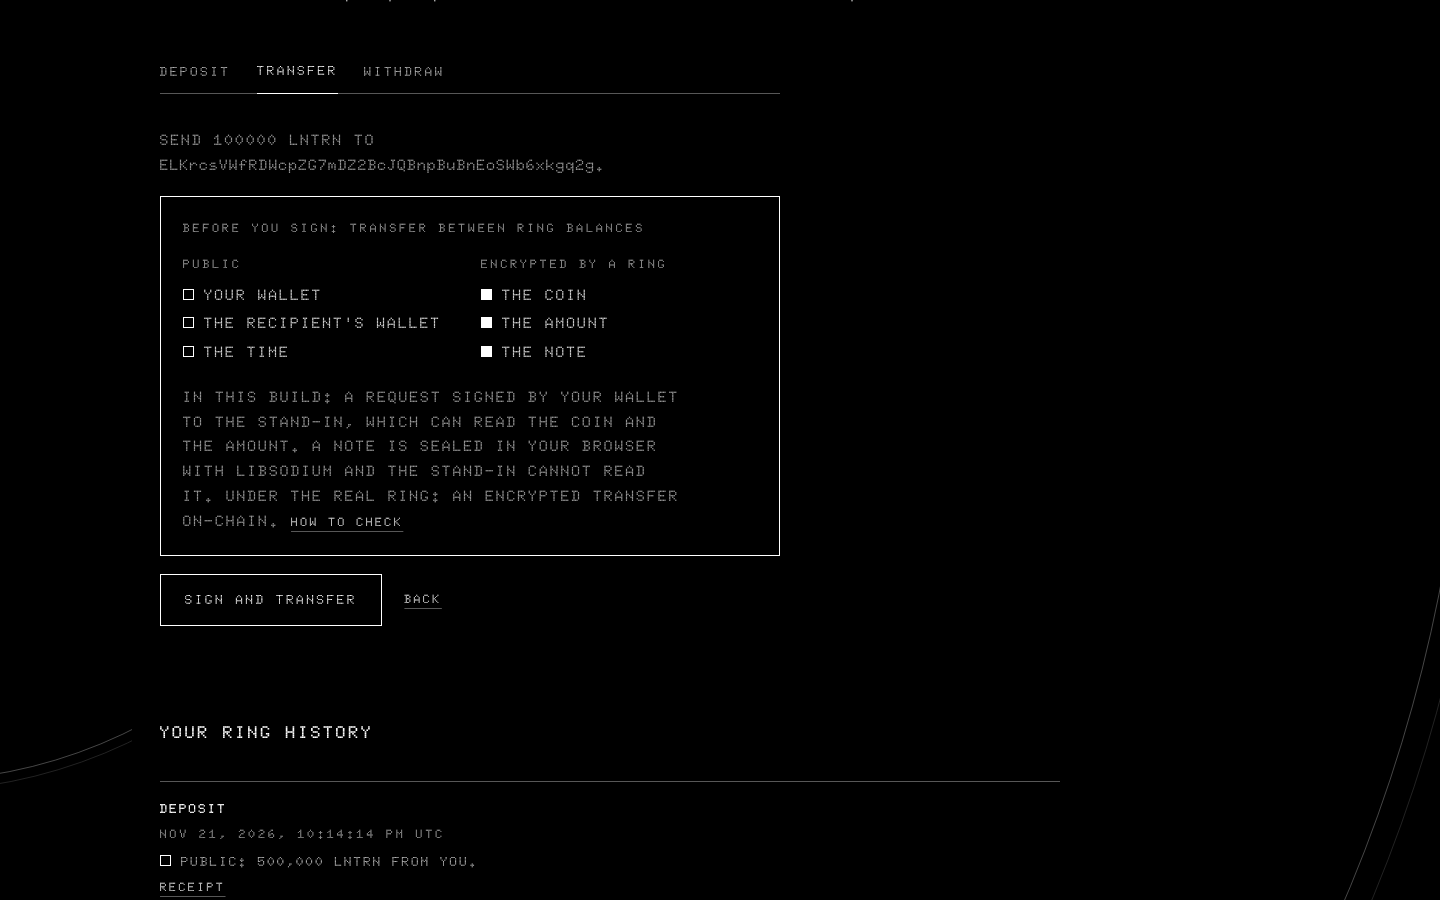 DEPOSIT TRANSFER WITHDRAW
SEND 100000 LNTRN TO
ELKrcsVWfRDWcpZG7mDZ2BcJQBnpBuBnEoSWb6xkgq2g.
BEFORE YOU SIGN: TRANSFER BETWEEN RING BALANCES
PUBLIC
YOUR WALLET
THE RECIPIENT'S WALLET
THE TIME
ENCRYPTED BY A RING
THE COIN
THE AMOUNT
THE NOTE
IN THIS BUILD: A REQUEST SIGNED BY YOUR WALLET
TO THE STAND-IN, WHICH CAN READ THE COIN AND
THE AMOUNT. A NOTE IS SEALED IN YOUR BROWSER
WITH LIBSODIUM AND THE STAND-IN CANNOT READ
IT. UNDER THE REAL RING: AN ENCRYPTED TRANSFER
ON-CHAIN. HOW TO CHECK
SIGN AND TRANSFER BACK
YOUR RING HISTORY
DEPOSIT
NOV 21, 2026, 10:14:14 PM UTC
PUBLIC: 500,000 LNTRN FROM YOU.
RECEIPT